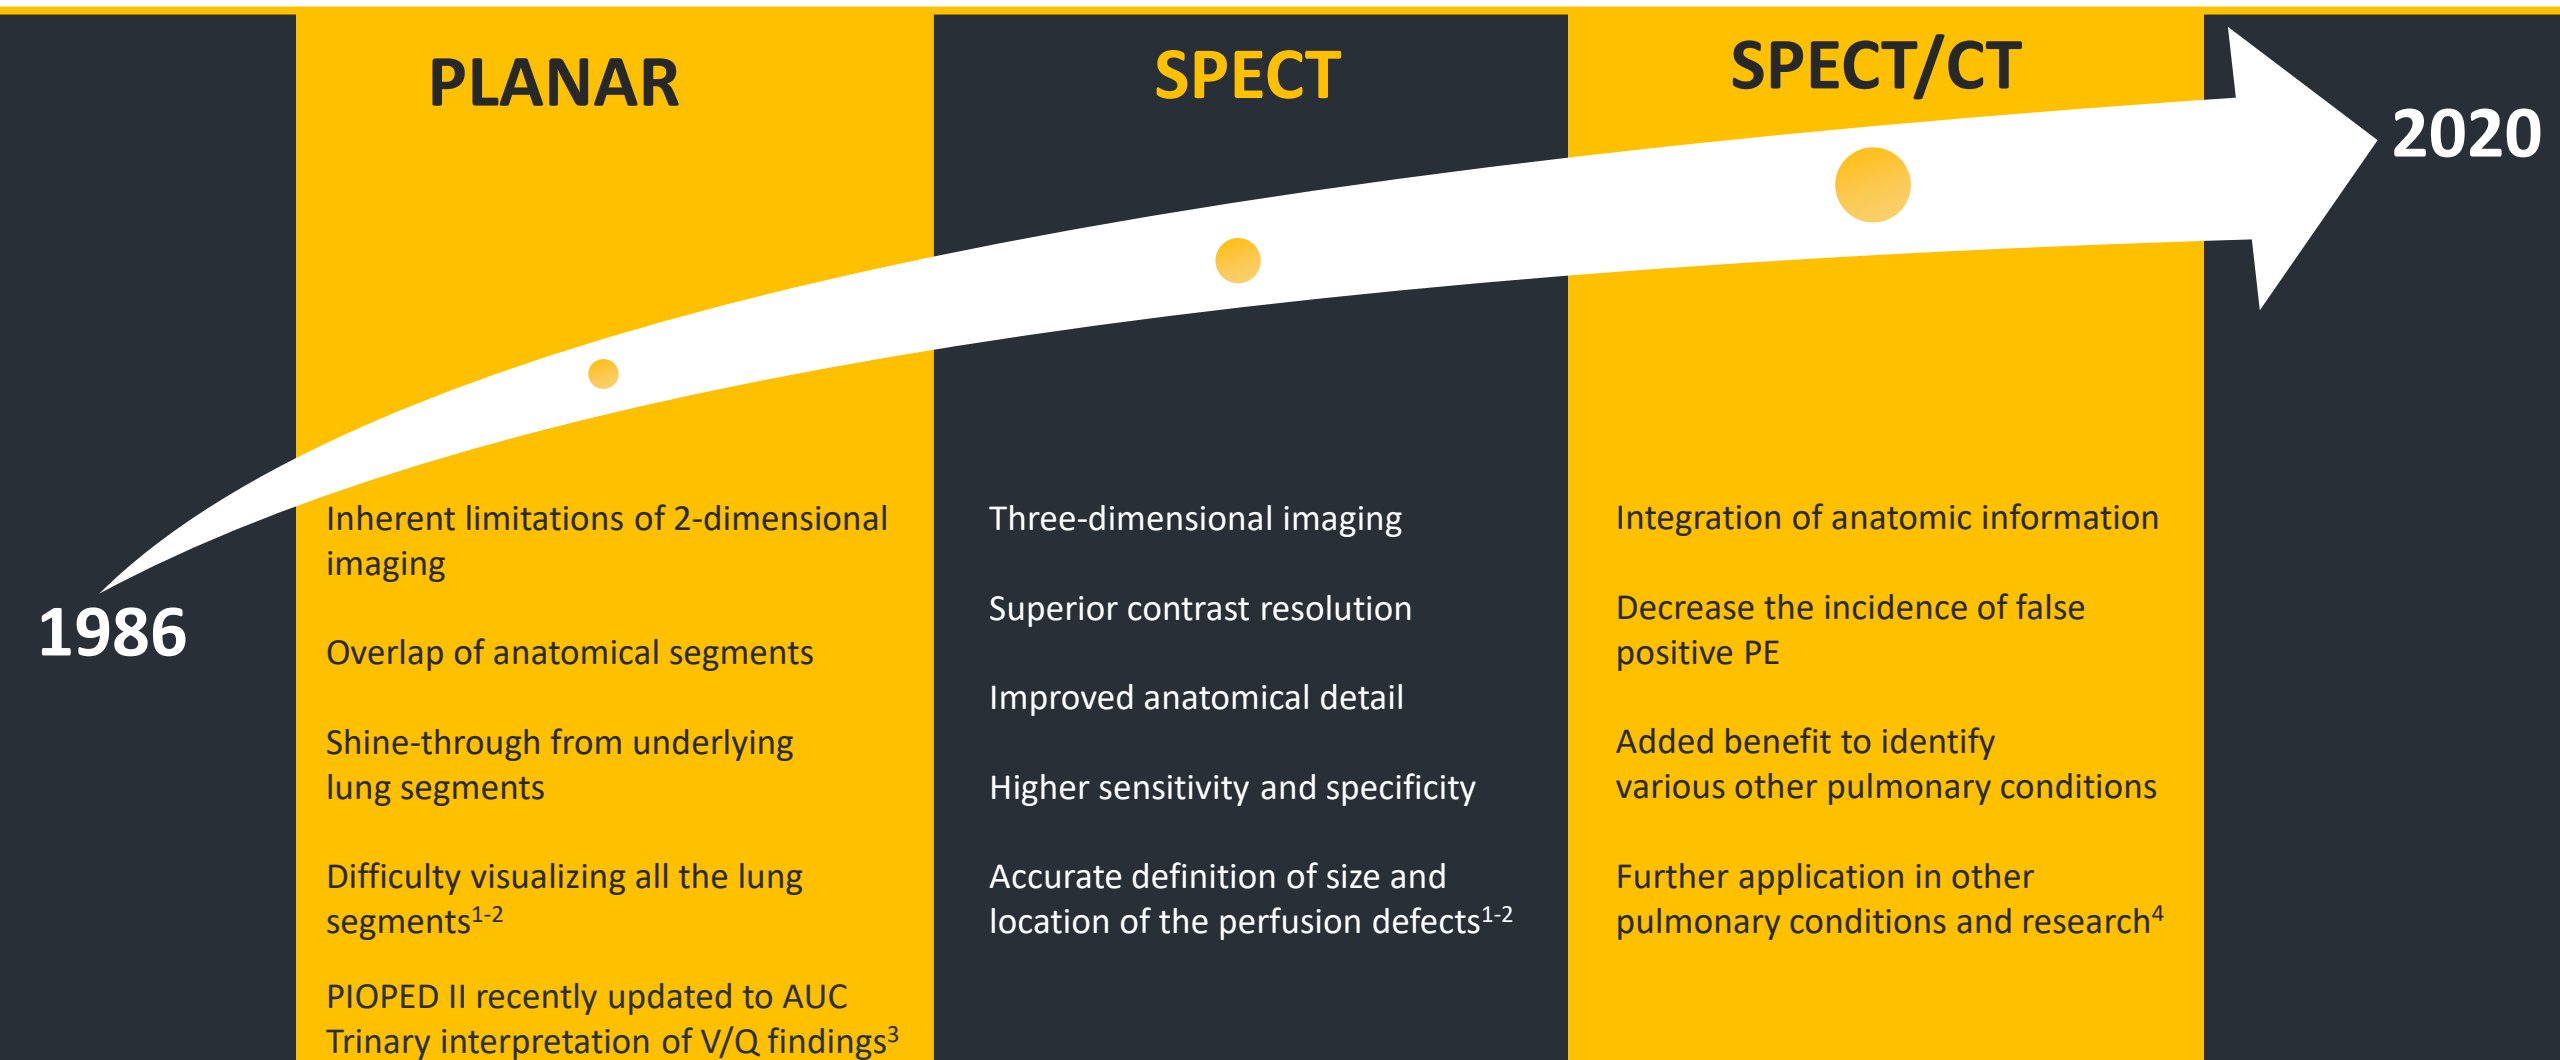 PLANAR
SPECT
SPECT/CT
2020
1986
Inherent limitations of 2-dimensional
imaging
Overlap of anatomical segments
Shine-through from underlying
lung segments
Difficulty visualizing all the lung
segments¹⁻²
PIOPED II recently updated to AUC
Trinary interpretation of V/Q findings³
Three-dimensional imaging
Superior contrast resolution
Improved anatomical detail
Higher sensitivity and specificity
Accurate definition of size and
location of the perfusion defects¹⁻²
Integration of anatomic information
Decrease the incidence of false
positive PE
Added benefit to identify
various other pulmonary conditions
Further application in other
pulmonary conditions and research⁴